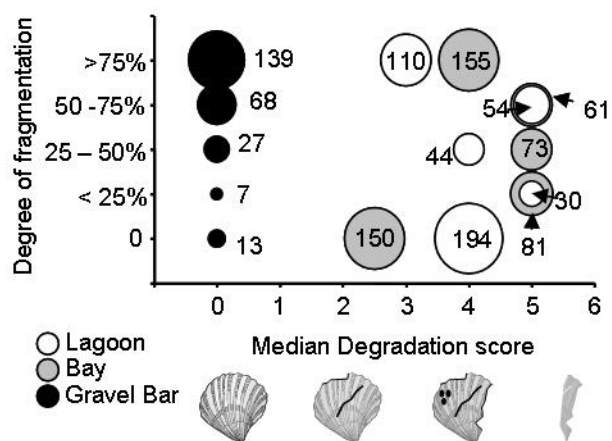 Degree of fragmentation
>75%
139
110
155
50 -75%
68
54
61
25 – 50%
27
44
73
< 25%
7
30
0
13
150
194
81
0 1 2 3 4 5 6
Median Degradation score
Lagoon
Bay
Gravel Bar